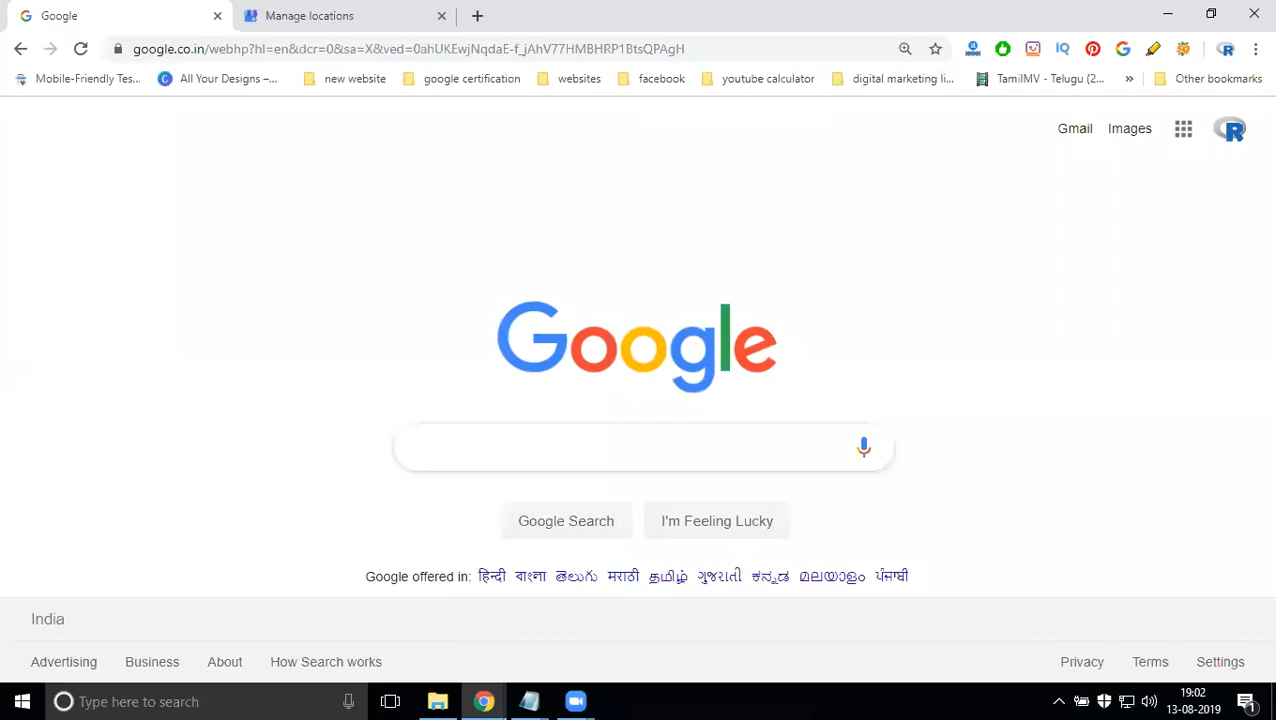 Google
Manage locations
google.co.in/webhp?hl=en&dcr=0&sa=X&ved=0ahUKEwjNqdaE-f_jAhV77HMBHRP1BtsQPAgH
IQ
Mobile-Friendly Tes...
All Your Designs –...
new website
google certification
websites
facebook
youtube calculator
digital marketing li...
TamilMV - Telugu (2...
»
Other bookmarks
Gmail
Images
R
Google
Google Search
I'm Feeling Lucky
Google offered in: हिन्दी বাংলা తెలుగు मराठी தமிழ் ગુજરાતી ಕನ್ನಡ മലയാളം ਪੰਜਾਬੀ
India
Advertising
Business
About
How Search works
Privacy
Terms
Settings
Type here to search
19:02
13-08-2019
1